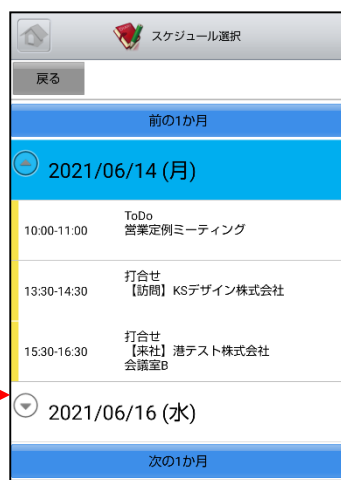 スケジュール選択
戻る
前の1か月
2021/06/14 (月)
10:00-11:00
ToDo
営業定例ミーティング
13:30-14:30
打合せ
【訪問】KSデザイン株式会社
15:30-16:30
打合せ
【来社】港テスト株式会社
会議室B
2021/06/16 (水)
次の1か月